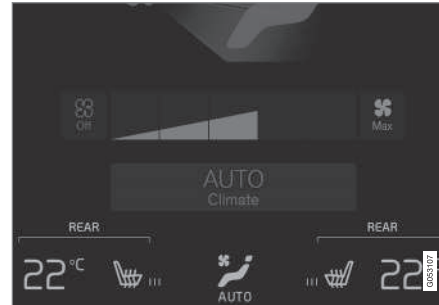 Off
Max
AUTO
Climate
REAR REAR
22 °C 22
AUTO
G053107